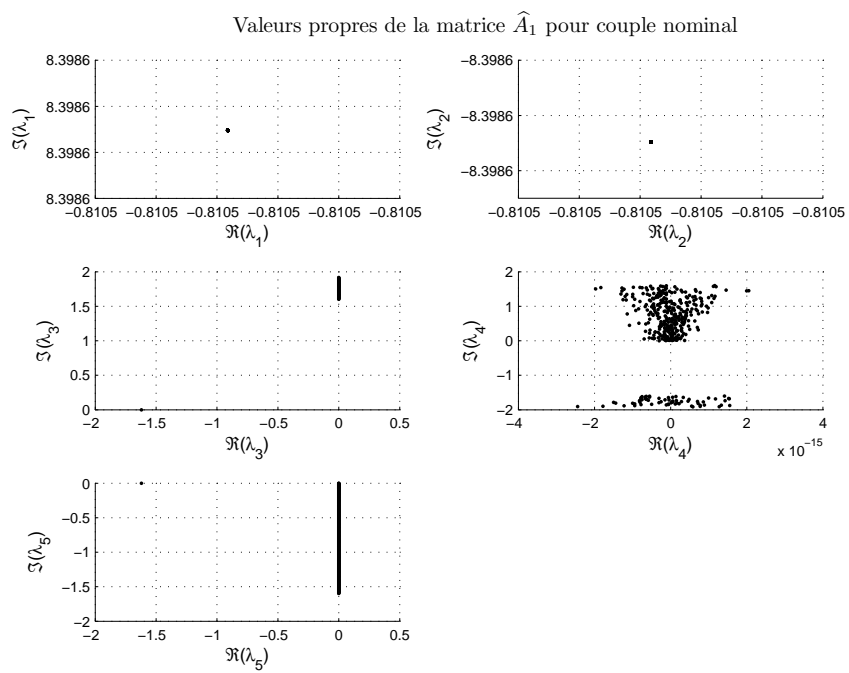 Valeurs propres de la matrice Â₁ pour couple nominal
8.3986
8.3986
8.3986
8.3986
ℑ(λ₁)
−0.8105 −0.8105 −0.8105 −0.8105 −0.8105 −0.8105
ℜ(λ₁)
−8.3986
−8.3986
ℑ(λ₂)
−0.8105 −0.8105 −0.8105 −0.8105 −0.8105 −0.8105
ℜ(λ₂)
2
1.5
1
0.5
0
ℑ(λ₃)
−2 −1.5 −1 −0.5 0 0.5
ℜ(λ₃)
2
1
0
−1
−2
ℑ(λ₄)
−4 −2 0 2 4
ℜ(λ₄)
x 10⁻¹⁵
0
−0.5
−1
−1.5
−2
ℑ(λ₅)
−2 −1.5 −1 −0.5 0 0.5
ℜ(λ₅)